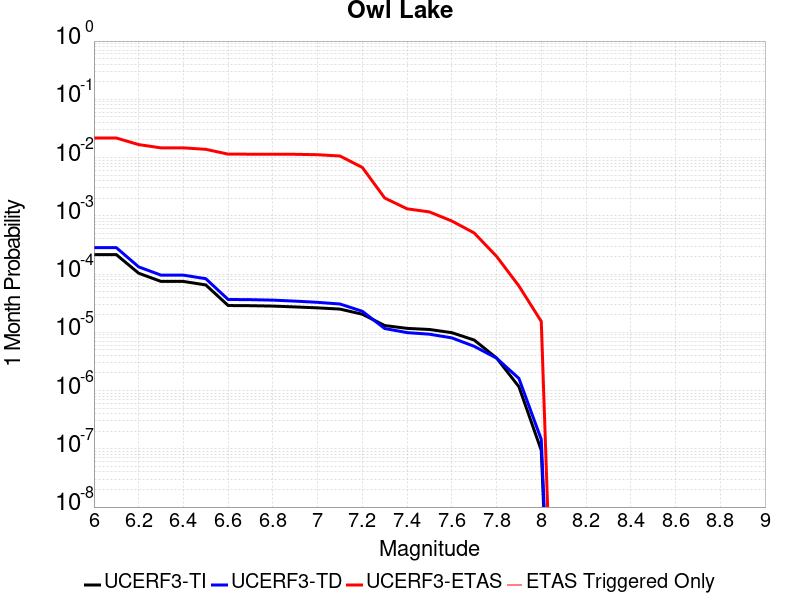 Owl Lake
10^0
10^-1
10^-2
10^-3
10^-4
10^-5
10^-6
10^-7
10^-8
1 Month Probability
6 6.2 6.4 6.6 6.8 7 7.2 7.4 7.6 7.8 8 8.2 8.4 8.6 8.8 9
Magnitude
UCERF3-TI UCERF3-TD UCERF3-ETAS ETAS Triggered Only